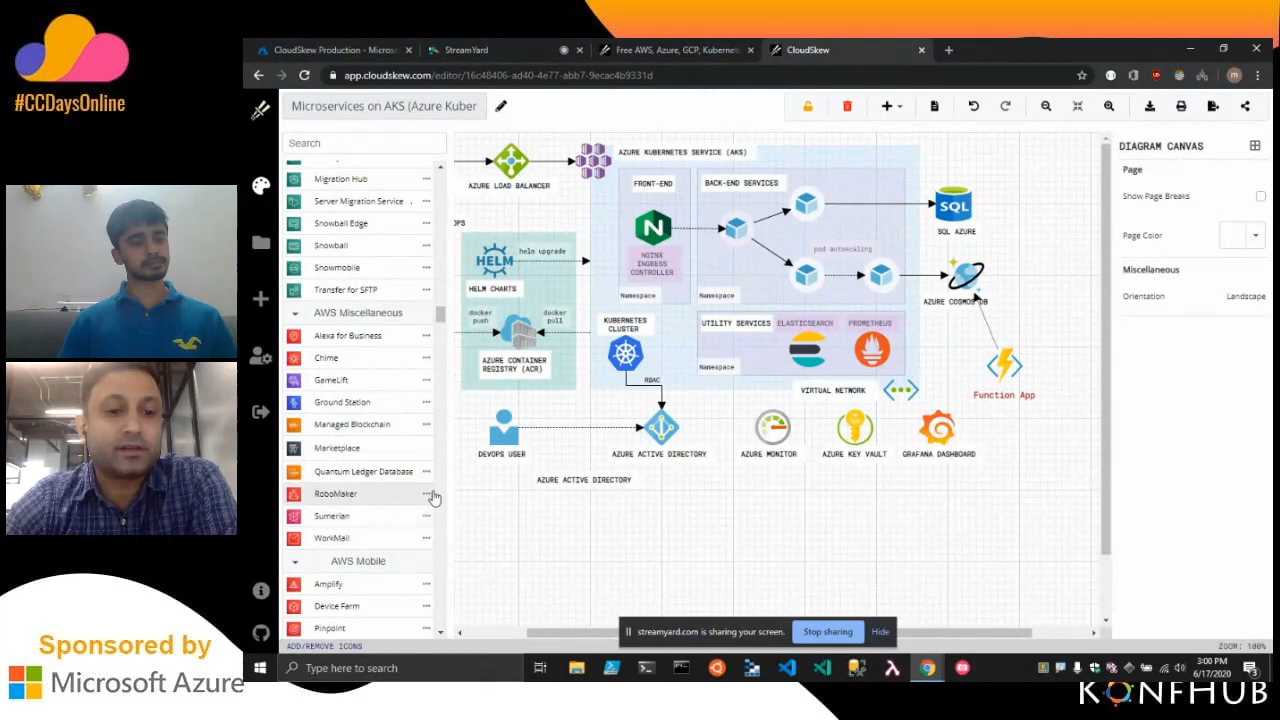 #CCDaysOnline
CloudSkew Production - Micros
StreamYard
Free AWS, Azure, GCP, Kubernet
CloudSkew
app.cloudskew.com/editor/16c48406-ad40-4e77-abb7-9ecac4b9331d
Microservices on AKS (Azure Kuber
Search
Migration Hub
Server Migration Service
Snowball Edge
Snowball
Snowmobile
Transfer for SFTP
AWS Miscellaneous
Alexa for Business
Chime
GameLift
Ground Station
Managed Blockchain
Marketplace
Quantum Ledger Database
RoboMaker
Sumerian
WorkMail
AWS Mobile
Amplify
Device Farm
Pinpoint
ADD/REMOVE ICONS
AZURE LOAD BALANCER
AZURE KUBERNETES SERVICE (AKS)
FRONT-END
BACK-END SERVICES
OPS
HELM
helm upgrade
HELM CHARTS
N
NGINX
INGRESS
CONTROLLER
Namespace
pod autoscaling
Namespace
SQL
SQL AZURE
AZURE COSMOS DB
docker
push
docker
pull
AZURE CONTAINER
REGISTRY (ACR)
KUBERNETES
CLUSTER
RBAC
UTILITY SERVICES
ELASTICSEARCH
PROMETHEUS
Namespace
VIRTUAL NETWORK
Function App
DEVOPS USER
AZURE ACTIVE DIRECTORY
AZURE MONITOR
AZURE KEY VAULT
GRAFANA DASHBOARD
AZURE ACTIVE DIRECTORY
DIAGRAM CANVAS
Page
Show Page Breaks
Page Color
Miscellaneous
Orientation
Landscape
streamyard.com is sharing your screen.
Stop sharing
Hide
ZOOM: 100%
Type here to search
3:00 PM
6/17/2020
Sponsored by
Microsoft Azure
KONFHUB